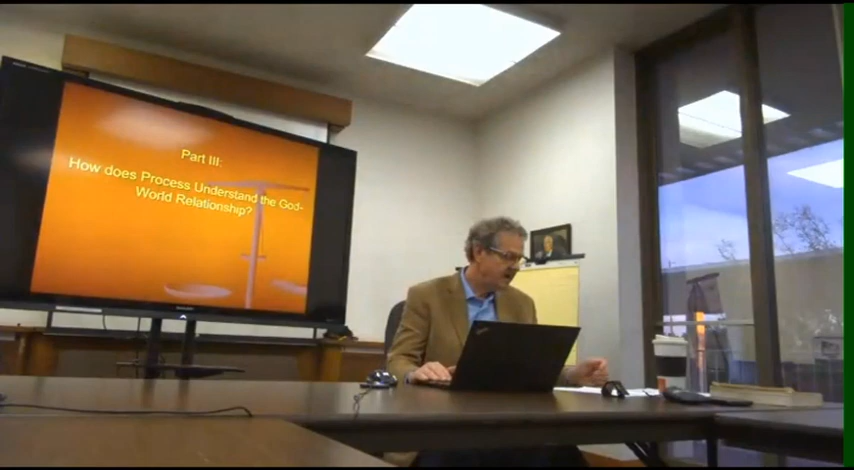 Part III:
How does Process Understand the God-
World Relationship?